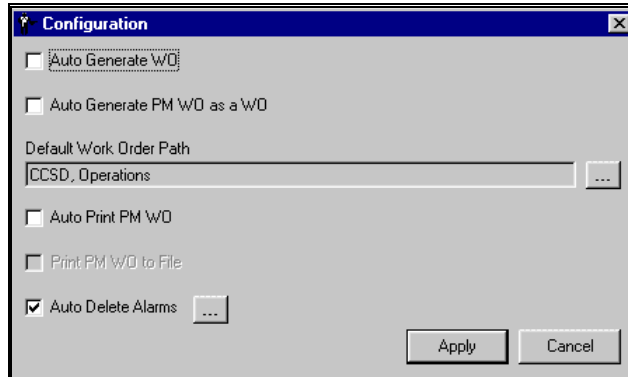 Configuration
Auto Generate WO
Auto Generate PM WO as a WO
Default Work Order Path
CCSD, Operations
...
Auto Print PM WO
Print PM WO to File
Auto Delete Alarms ...
Apply Cancel